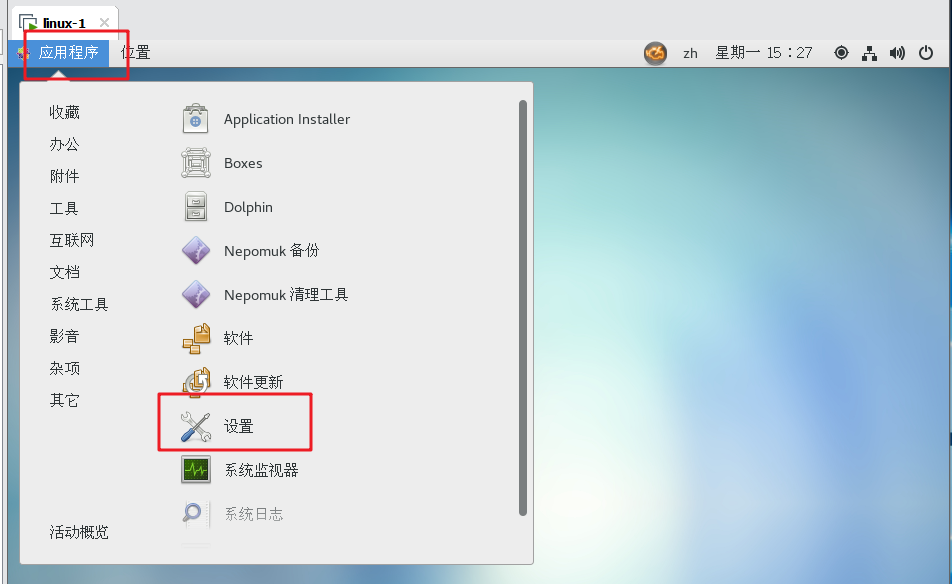 linux-1
应用程序 位置 zh 星期一 15：27
收藏
办公
附件
工具
互联网
文档
系统工具
影音
杂项
其它
活动概览
Application Installer
Boxes
Dolphin
Nepomuk 备份
Nepomuk 清理工具
软件
软件更新
设置
系统监视器
系统日志